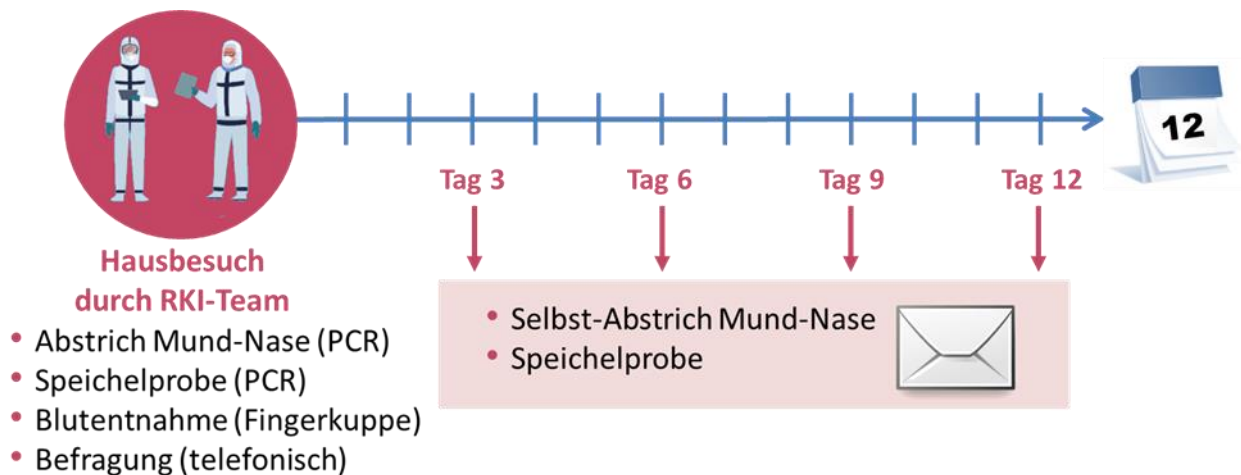 12
Tag 3 Tag 6 Tag 9 Tag 12
Hausbesuch
durch RKI-Team
• Abstrich Mund-Nase (PCR)
• Speichelprobe (PCR)
• Blutentnahme (Fingerkuppe)
• Befragung (telefonisch)
• Selbst-Abstrich Mund-Nase
• Speichelprobe